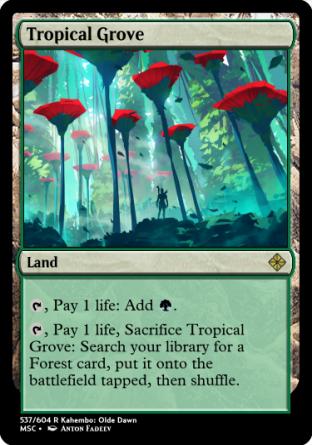 Tropical Grove
Land
, Pay 1 life: Add .
, Pay 1 life, Sacrifice Tropical
Grove: Search your library for a
Forest card, put it onto the
battlefield tapped, then shuffle.
537/604 R Kahembo: Olde Dawn
MSC • Anton Fadeev